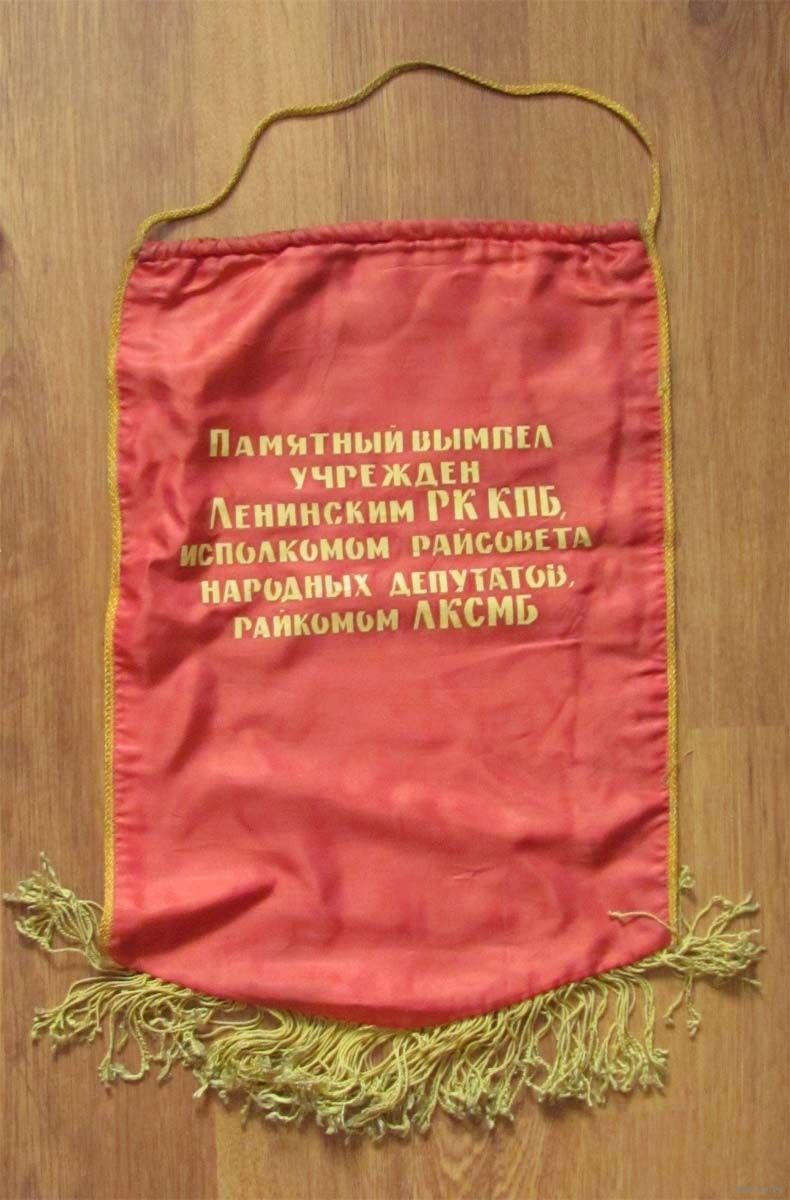 Памятный вымпел
учрежден
Ленинским РК КПБ,
исполкомом райсовета
народных депутатов,
райкомом ЛКСМБ